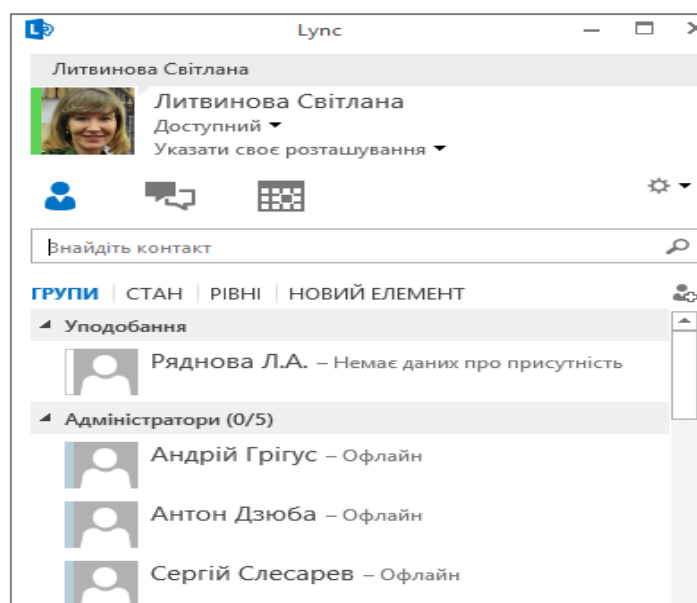 Lync
Литвинова Світлана
Литвинова Світлана
Доступний
Указати своє розташування
Знайдіть контакт
ГРУПИ СТАН РІВНІ НОВИЙ ЕЛЕМЕНТ
Уподобання
Ряднова Л.А. – Немає даних про присутність
Адміністратори (0/5)
Андрій Грігус – Офлайн
Антон Дзюба – Офлайн
Сергій Слесарев – Офлайн